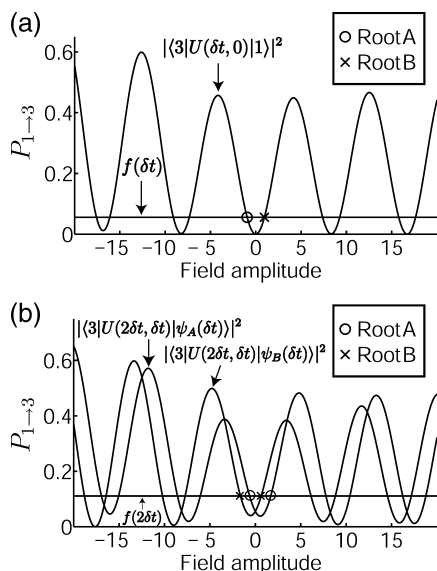 (a)
|⟨3|U(δt,0)|1⟩|²
○ RootA
× RootB
0.6
0.4
0.2
0
P₁→₃
f(δt)
−15 −10 −5 0 5 10 15
Field amplitude
(b)
|⟨3|U(2δt,δt)|ψ_A(δt)⟩|²
|⟨3|U(2δt,δt)|ψ_B(δt)⟩|²
○ RootA
× RootB
0.6
0.4
0.2
0
P₁→₃
f(2δt)
−15 −10 −5 0 5 10 15
Field amplitude